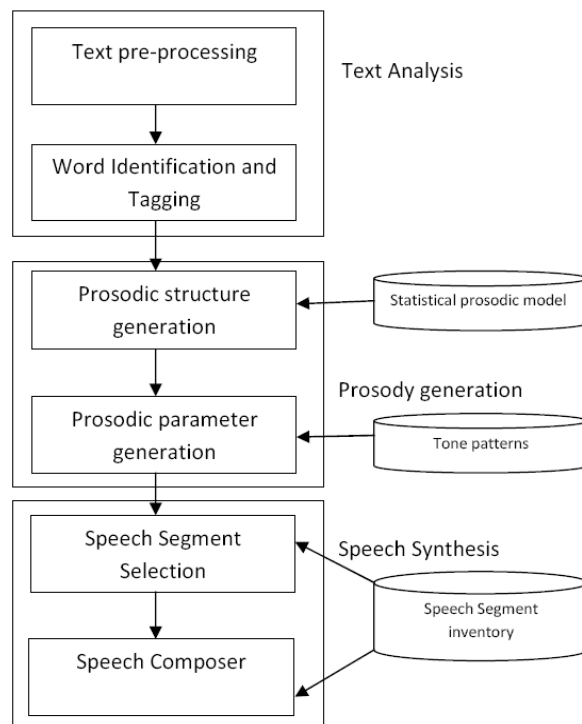 Text pre-processing
Text Analysis
Word Identification and
Tagging
Prosodic structure
generation
Statistical prosodic model
Prosody generation
Prosodic parameter
generation
Tone patterns
Speech Segment
Selection
Speech Synthesis
Speech Segment
inventory
Speech Composer